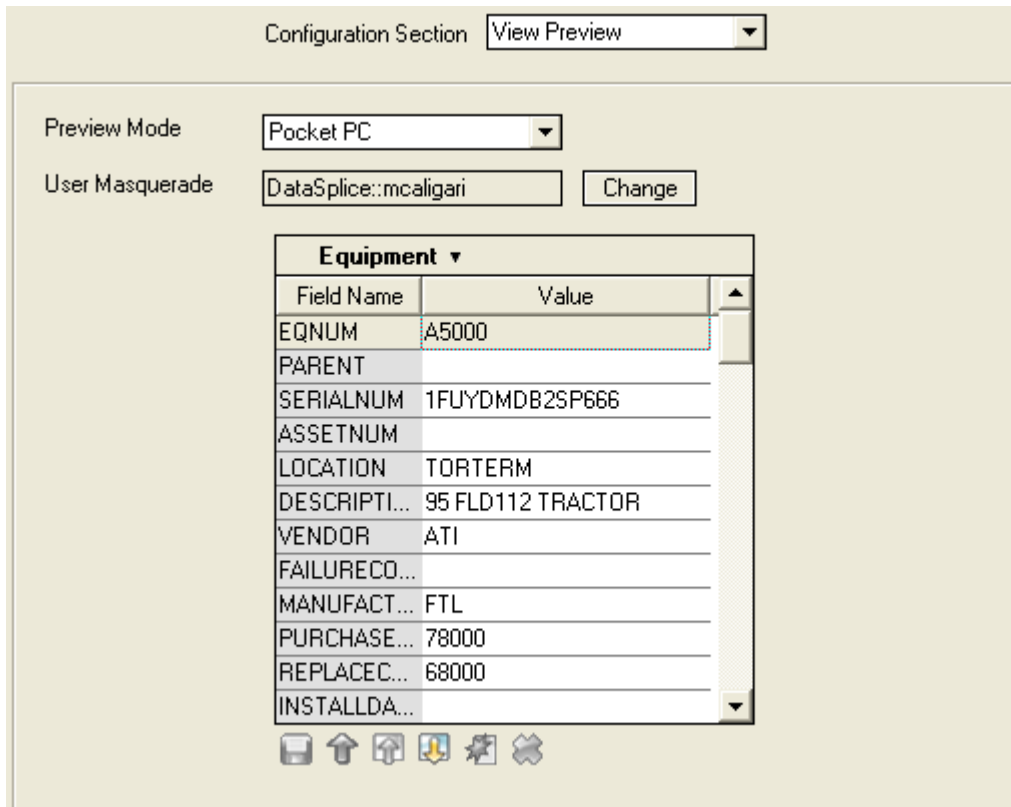 Configuration Section View Preview
Preview Mode Pocket PC
User Masquerade DataSplice::mcaligari Change
Equipment
Field Name Value
EQNUM A5000
PARENT
SERIALNUM 1FUYDMDB2SP666
ASSETNUM
LOCATION TORTERM
DESCRIPTI... 95 FLD112 TRACTOR
VENDOR ATI
FAILURECO...
MANUFACT... FTL
PURCHASE... 78000
REPLACEC... 68000
INSTALLDA...